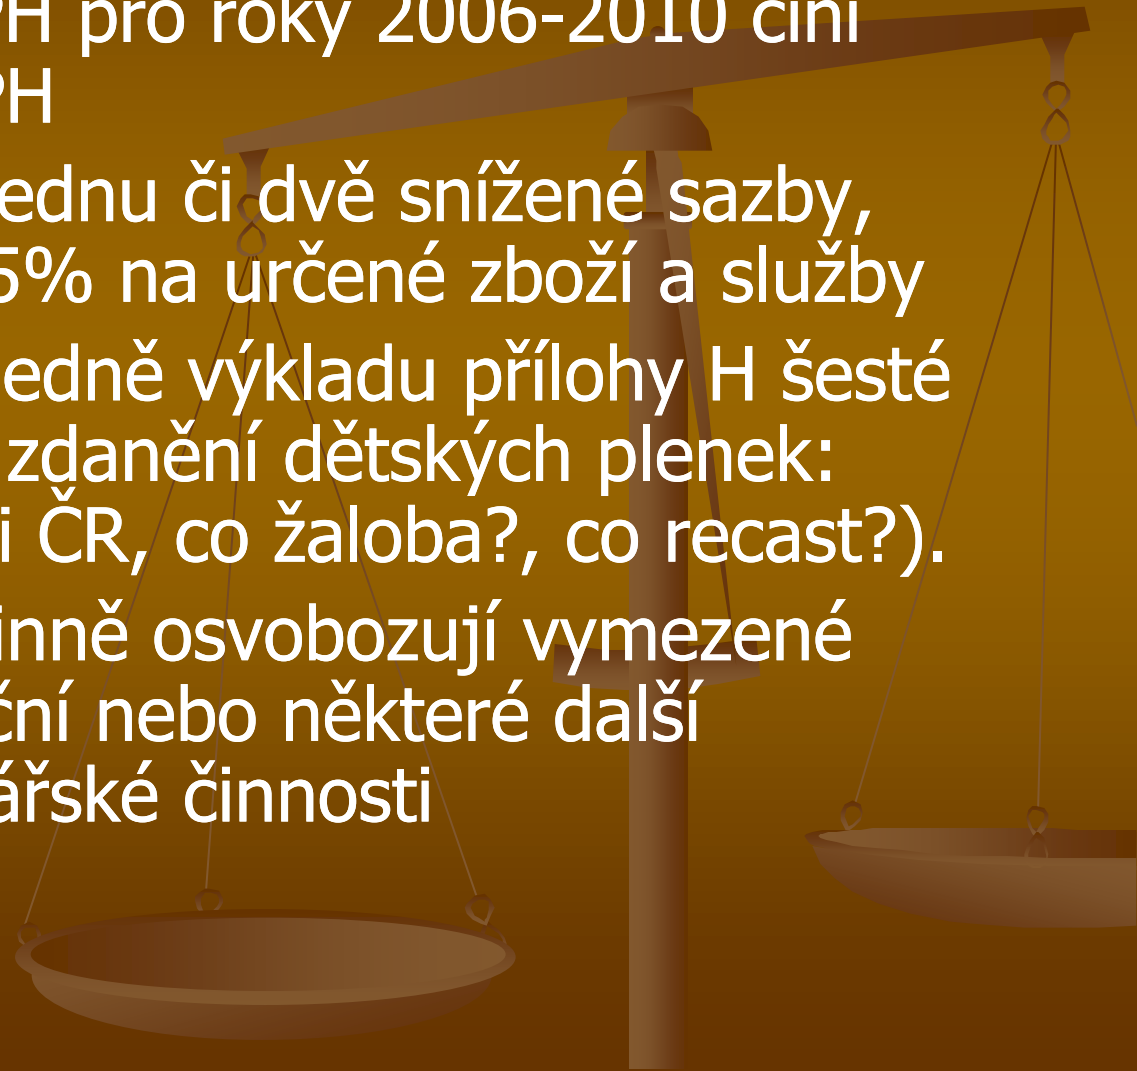 PH pro roky 2006-2010 činí
PH
ednu či dvě snížené sazby,
5% na určené zboží a služby
edně výkladu přílohy H šesté
zdanění dětských plenek:
i ČR, co žaloba?, co recast?).
inně osvobozují vymezené
ční nebo některé další
ářské činnosti